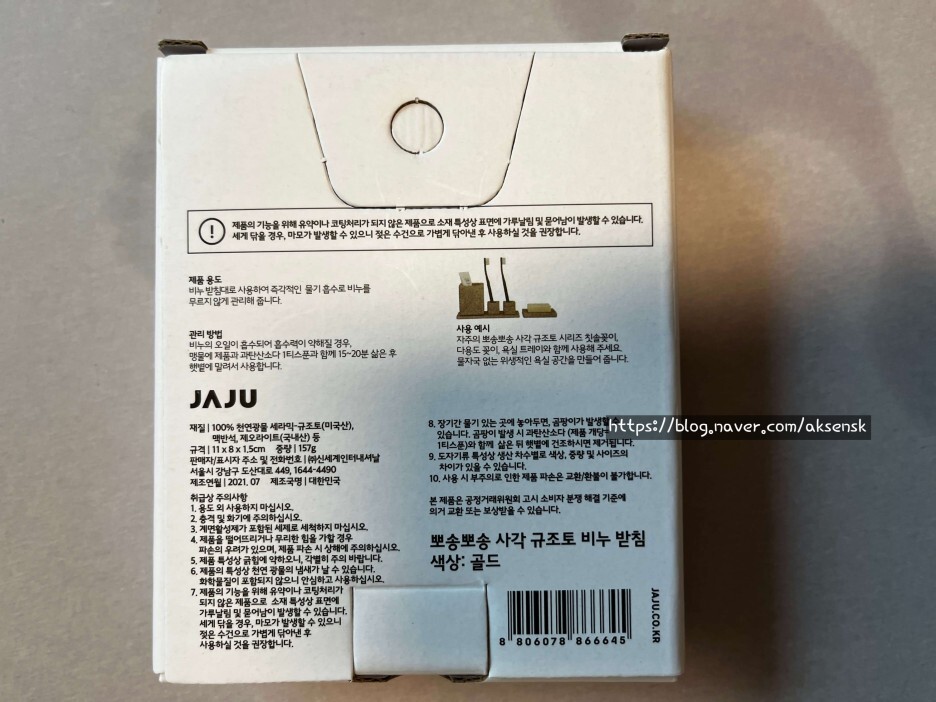 제품의 기능을 위해 유약이나 코팅처리가 되지 않은 제품으로 소재 특성상 표면에 가루날림 및 묻어남이 발생할 수 있습니다.
세게 닦을 경우, 마모가 발생할 수 있으니 젖은 수건으로 가볍게 닦아낸 후 사용하실 것을 권장합니다.
제품 용도
비누 받침대로 사용하여 즉각적인 물기 흡수로 비누를
무르지 않게 관리해 줍니다.
관리 방법
비누의 오일이 흡수되어 흡수력이 약해질 경우,
맹물에 제품과 과탄산소다 1티스푼과 함께 15~20분 삶은 후
햇볕에 말려서 사용합니다.
사용 예시
자주의 뽀송뽀송 사각 규조토 시리즈 칫솔꽂이,
다용도 꽂이, 욕실 트레이와 함께 사용해 주세요.
물자국 없는 위생적인 욕실 공간을 만들어 줍니다.
JAJU
재질 | 100% 천연광물 세라믹-규조토(미국산),
맥반석, 제오라이트(국내산) 등
규격 | 11 x 8 x 1.5cm 중량 | 157g
판매자/표시자 주소 및 전화번호 | ㈜신세계인터내셔날
서울시 강남구 도산대로 449, 1644-4490
제조연월 | 2021. 07 제조국명 | 대한민국
취급상 주의사항
1. 용도 외 사용하지 마십시오.
2. 충격 및 화기에 주의하십시오.
3. 계면활성제가 포함된 세제로 세척하지 마십시오.
4. 제품을 떨어뜨리거나 무리한 힘을 가할 경우
파손의 우려가 있으며, 제품 파손 시 상해에 주의하십시오.
5. 제품 특성상 긁힘에 약하오니, 각별히 주의 바랍니다.
6. 제품의 특성상 천연 광물의 냄새가 날 수 있습니다.
화학물질이 포함되지 않으니 안심하고 사용하십시오.
7. 제품의 기능을 위해 유약이나 코팅처리가
되지 않은 제품으로 소재 특성상 표면에
가루날림 및 묻어남이 발생할 수 있습니다.
세게 닦을 경우, 마모가 발생할 수 있으니
젖은 수건으로 가볍게 닦아낸 후
사용하실 것을 권장합니다.
8. 장기간 물기 있는 곳에 놓아두면, 곰팡이가 발생할 수
있습니다. 곰팡이 발생 시 과탄산소다 (제품 개당
1티스푼)와 함께 삶은 뒤 햇볕에 건조하시면 제거됩니다.
9. 도자기류 특성상 생산 차수별로 색상, 중량 및 사이즈의
차이가 있을 수 있습니다.
10. 사용 시 부주의로 인한 제품 파손은 교환/환불이 불가합니다.
본 제품은 공정거래위원회 고시 소비자 분쟁 해결 기준에
의거 교환 또는 보상받을 수 있습니다.
뽀송뽀송 사각 규조토 비누 받침
색상: 골드
8 806078 866645
JAJU.CO.KR
https://blog.naver.com/aksensk